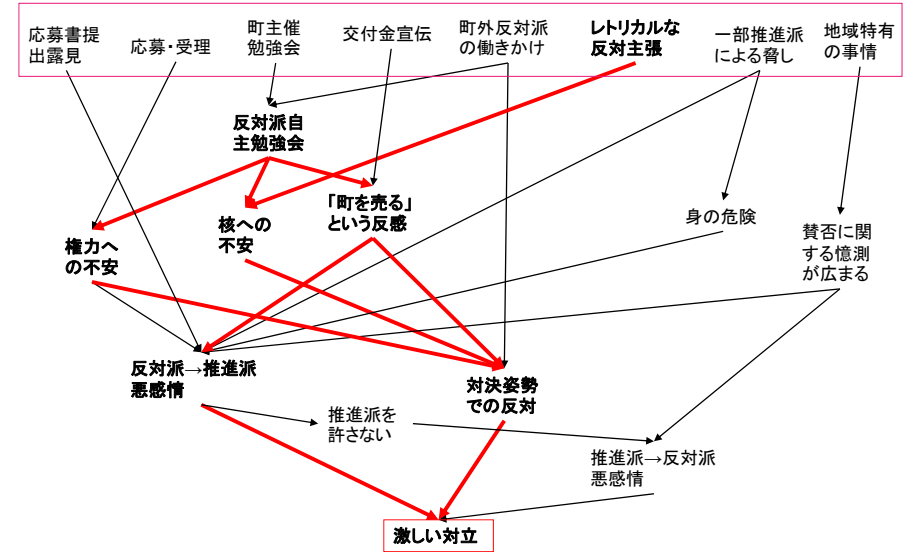 応募書提
出露見
応募・受理
町主催
勉強会
交付金宣伝
町外反対派
の働きかけ
レトリカルな
反対主張
一部推進派
による脅し
地域特有
の事情
反対派自
主勉強会
「町を売る」
という反感
核への
不安
権力へ
の不安
身の危険
賛否に関
する憶測
が広まる
反対派→推進派
悪感情
対決姿勢
での反対
推進派を
許さない
推進派→反対派
悪感情
激しい対立